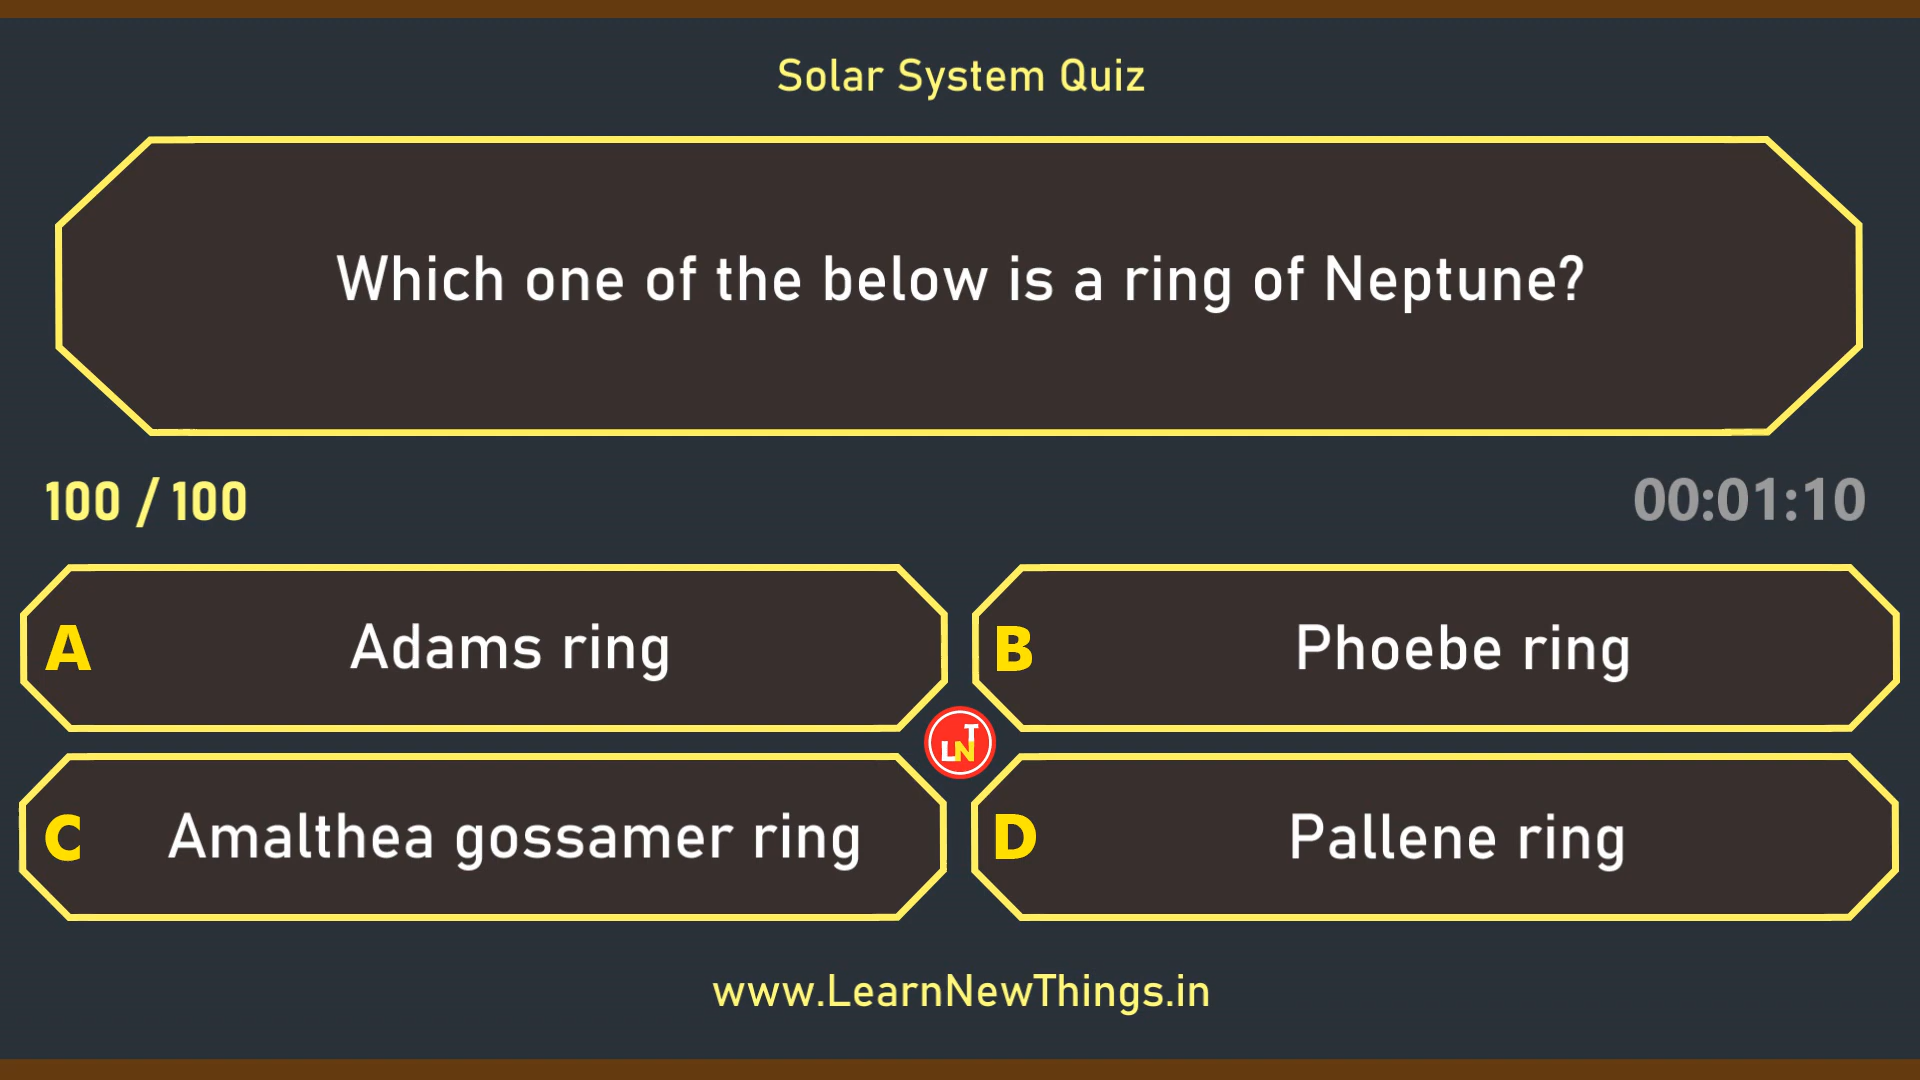 Solar System Quiz
Which one of the below is a ring of Neptune?
100 / 100
00:01:10
A Adams ring
B Phoebe ring
LNT
C Amalthea gossamer ring
D Pallene ring
www.LearnNewThings.in